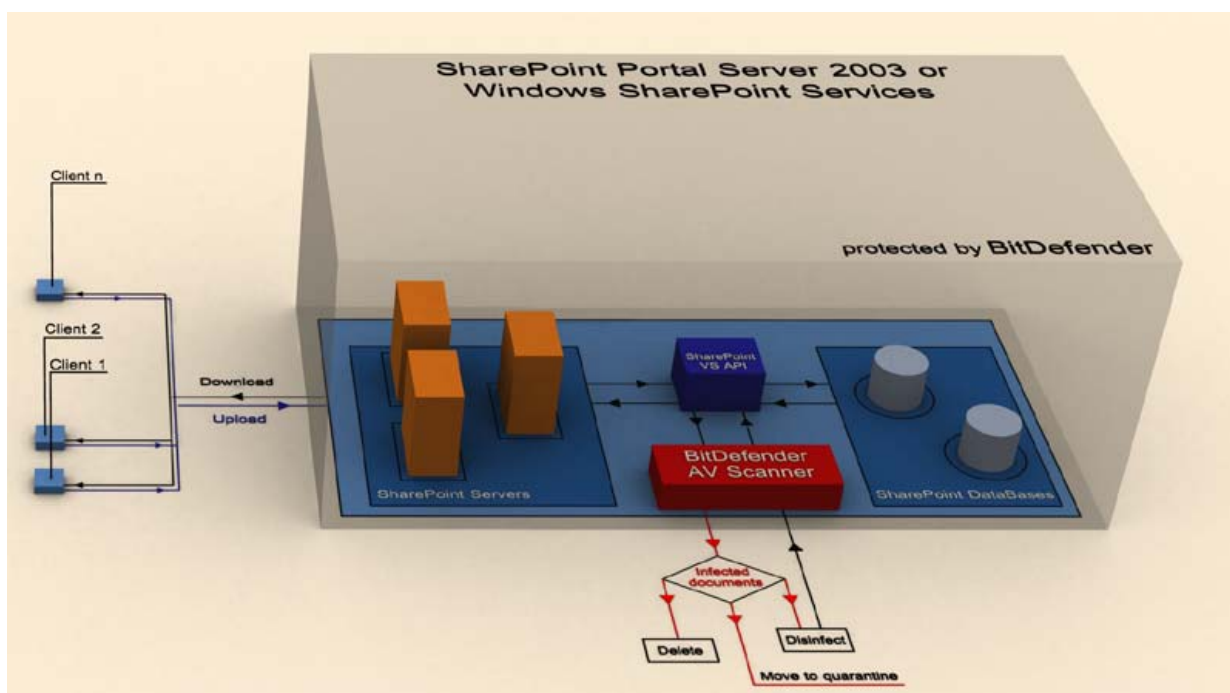 SharePoint Portal Server 2003 or
Windows SharePoint Services
protected by BitDefender
Client n
Client 2
Client 1
Download
Upload
SharePoint
VS API
BitDefender
AV Scanner
SharePoint Servers
SharePoint DataBases
Infected
documents
Delete
Disinfect
Move to quarantine